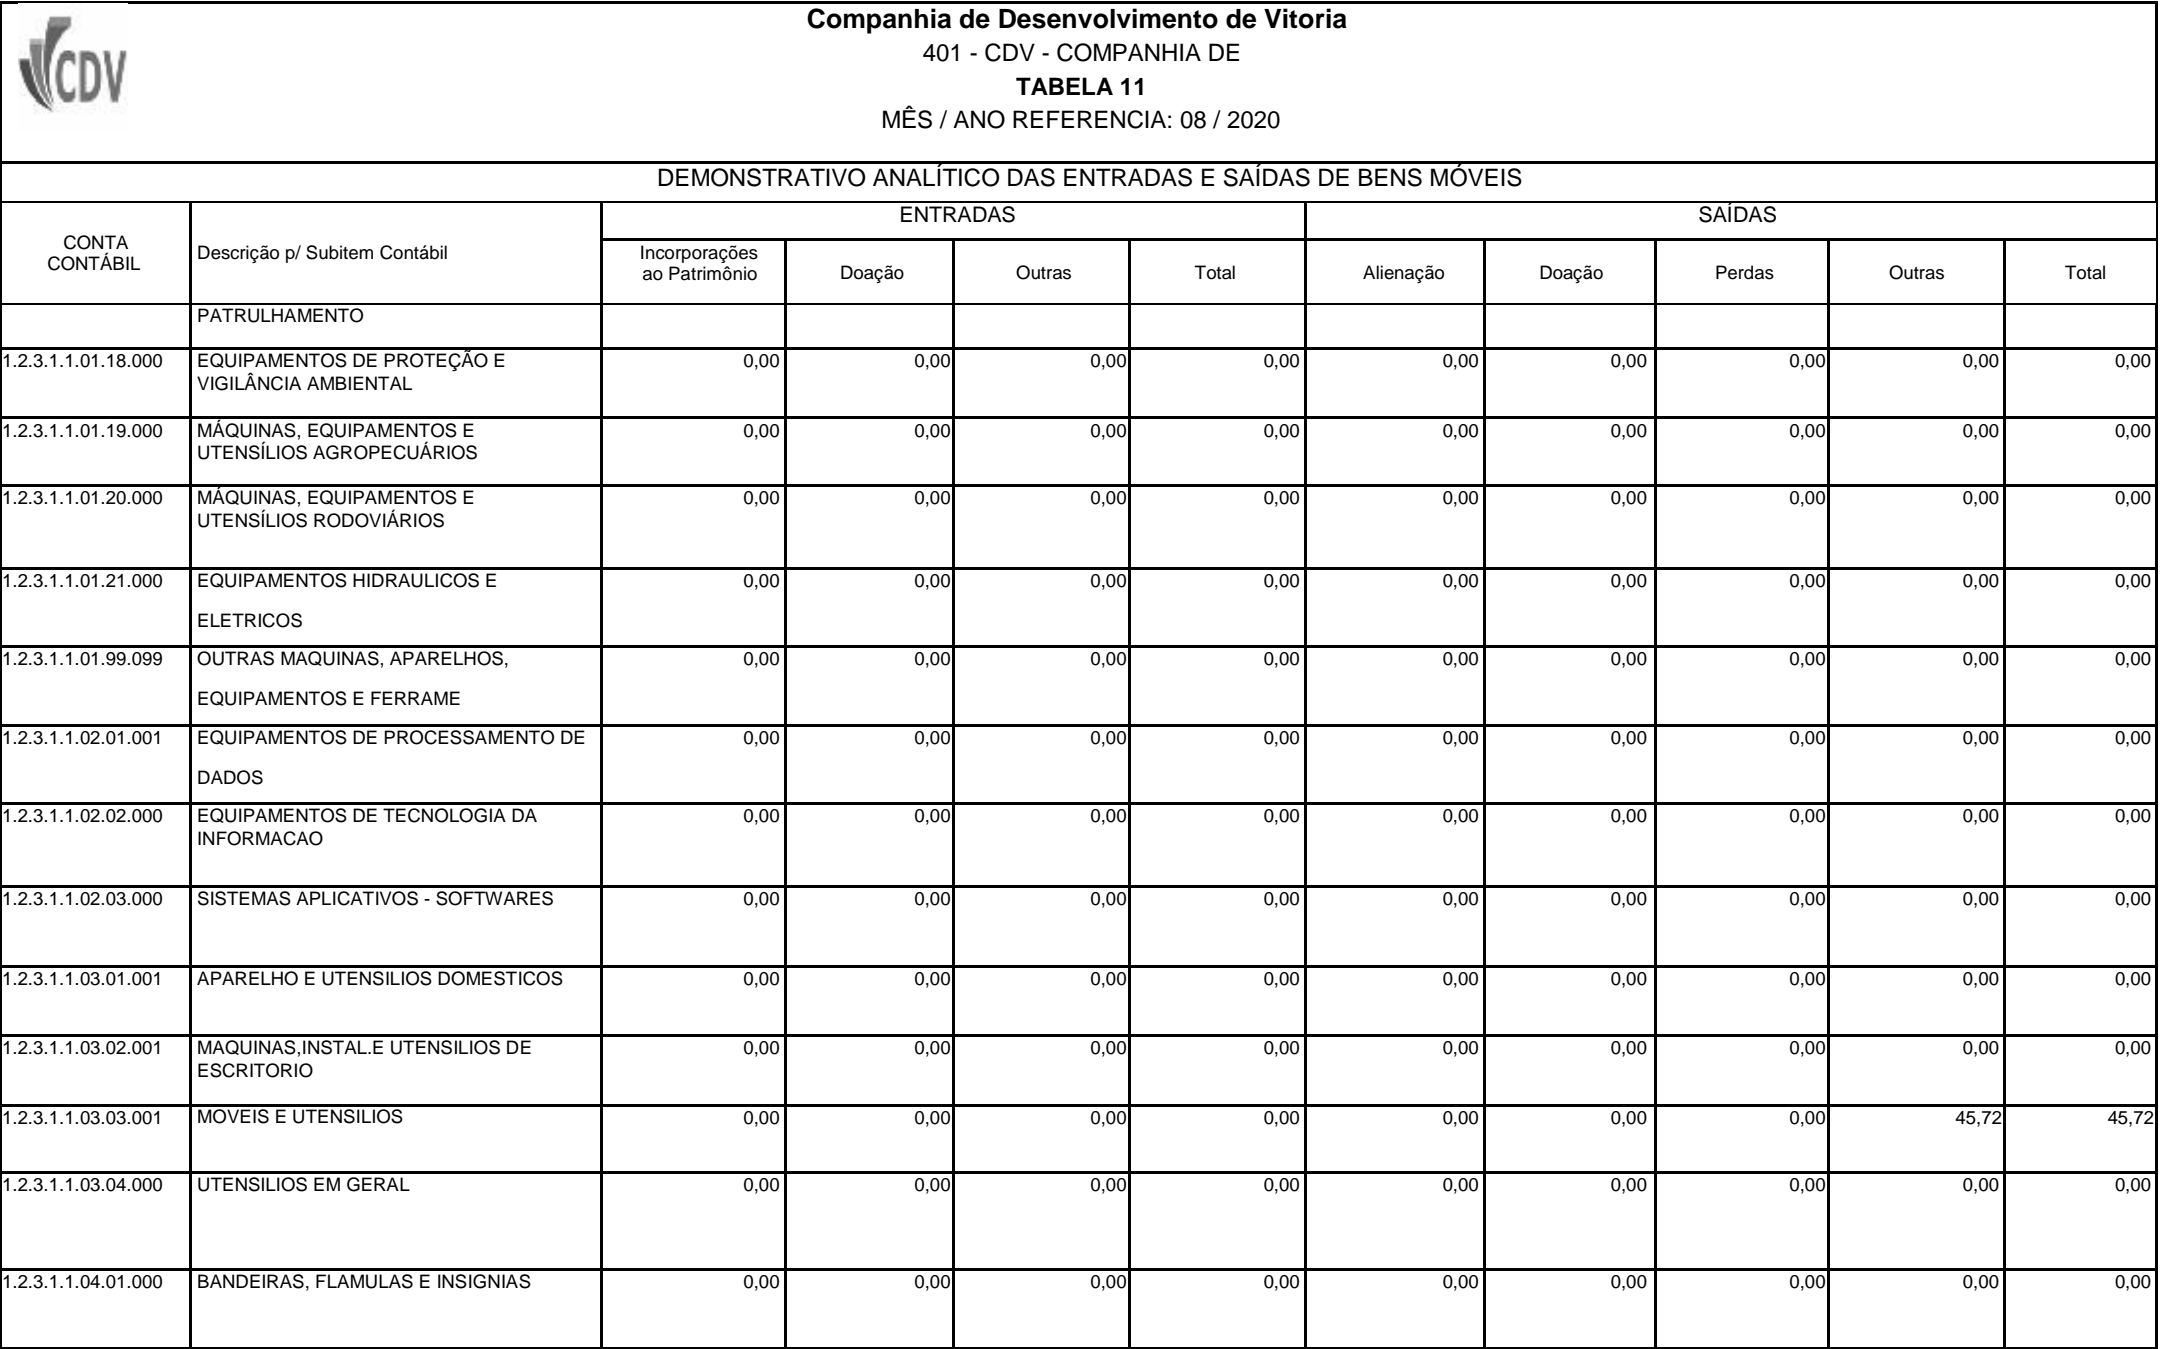 CDV
Companhia de Desenvolvimento de Vitoria
401 - CDV - COMPANHIA DE
TABELA 11
MÊS / ANO REFERENCIA: 08 / 2020
DEMONSTRATIVO ANALÍTICO DAS ENTRADAS E SAÍDAS DE BENS MÓVEIS
CONTA CONTÁBIL Descrição p/ Subitem Contábil ENTRADAS SAÍDAS
Incorporações ao Patrimônio Doação Outras Total Alienação Doação Perdas Outras Total
PATRULHAMENTO
1.2.3.1.1.01.18.000 EQUIPAMENTOS DE PROTEÇÃO E 0,00 0,00 0,00 0,00 0,00 0,00 0,00 0,00 0,00
VIGILÂNCIA AMBIENTAL
1.2.3.1.1.01.19.000 MÁQUINAS, EQUIPAMENTOS E 0,00 0,00 0,00 0,00 0,00 0,00 0,00 0,00 0,00
UTENSÍLIOS AGROPECUÁRIOS
1.2.3.1.1.01.20.000 MÁQUINAS, EQUIPAMENTOS E 0,00 0,00 0,00 0,00 0,00 0,00 0,00 0,00 0,00
UTENSÍLIOS RODOVIÁRIOS
1.2.3.1.1.01.21.000 EQUIPAMENTOS HIDRAULICOS E 0,00 0,00 0,00 0,00 0,00 0,00 0,00 0,00 0,00
ELETRICOS
1.2.3.1.1.01.99.099 OUTRAS MAQUINAS, APARELHOS, 0,00 0,00 0,00 0,00 0,00 0,00 0,00 0,00 0,00
EQUIPAMENTOS E FERRAME
1.2.3.1.1.02.01.001 EQUIPAMENTOS DE PROCESSAMENTO DE 0,00 0,00 0,00 0,00 0,00 0,00 0,00 0,00 0,00
DADOS
1.2.3.1.1.02.02.000 EQUIPAMENTOS DE TECNOLOGIA DA 0,00 0,00 0,00 0,00 0,00 0,00 0,00 0,00 0,00
INFORMACAO
1.2.3.1.1.02.03.000 SISTEMAS APLICATIVOS - SOFTWARES 0,00 0,00 0,00 0,00 0,00 0,00 0,00 0,00 0,00
1.2.3.1.1.03.01.001 APARELHO E UTENSILIOS DOMESTICOS 0,00 0,00 0,00 0,00 0,00 0,00 0,00 0,00 0,00
1.2.3.1.1.03.02.001 MAQUINAS,INSTAL.E UTENSILIOS DE 0,00 0,00 0,00 0,00 0,00 0,00 0,00 0,00 0,00
ESCRITORIO
1.2.3.1.1.03.03.001 MOVEIS E UTENSILIOS 0,00 0,00 0,00 0,00 0,00 0,00 0,00 45,72 45,72
1.2.3.1.1.03.04.000 UTENSILIOS EM GERAL 0,00 0,00 0,00 0,00 0,00 0,00 0,00 0,00 0,00
1.2.3.1.1.04.01.000 BANDEIRAS, FLAMULAS E INSIGNIAS 0,00 0,00 0,00 0,00 0,00 0,00 0,00 0,00 0,00